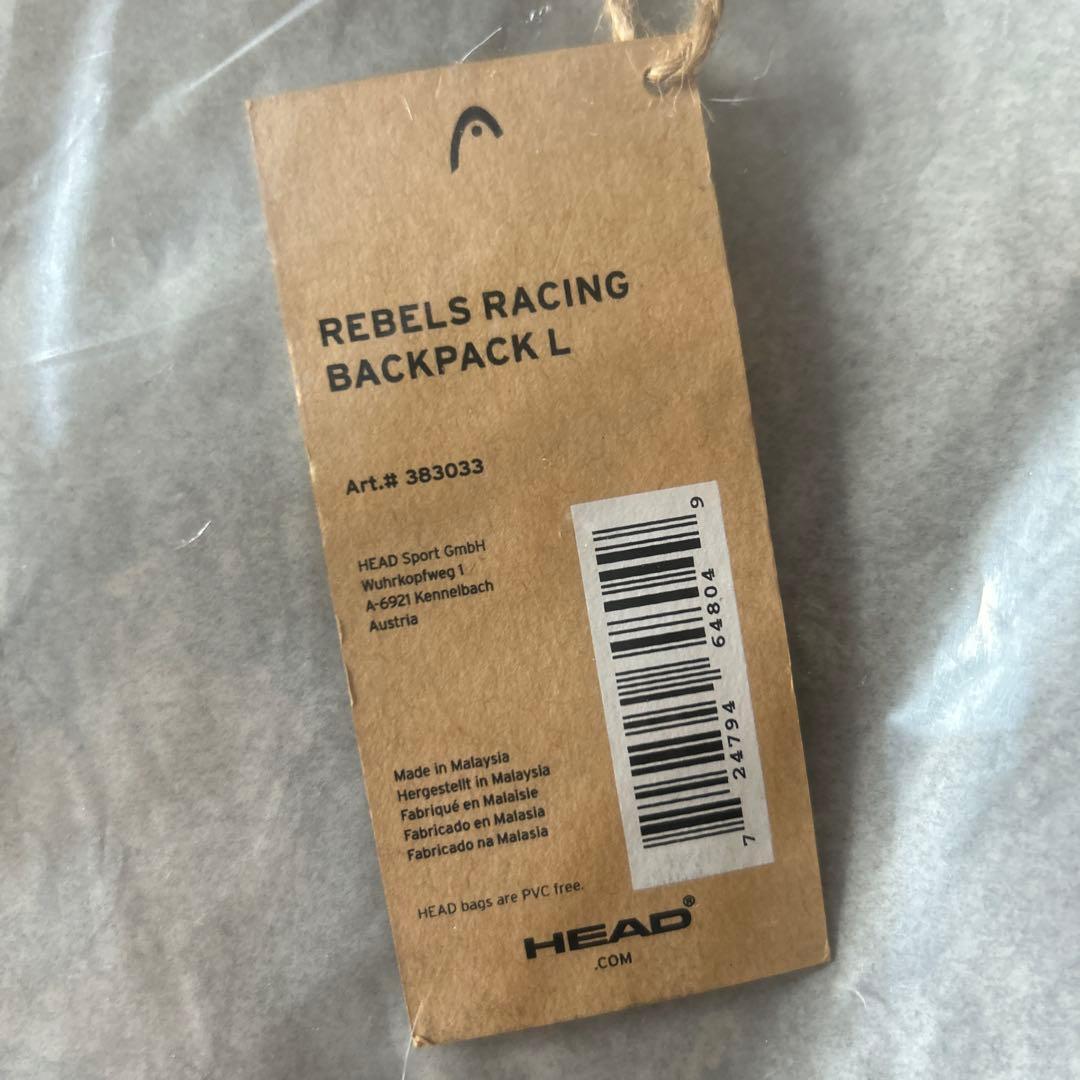 REBELS RACING
BACKPACK L
Art.# 383033
HEAD Sport GmbH
Wuhrkopfweg 1
A-6921 Kennelbach
Austria
7 24794 64804 9
Made in Malaysia
Hergestellt in Malaysia
Fabriqué en Malaisie
Fabricado en Malasia
Fabricado na Malasia
HEAD bags are PVC free.
HEAD®
.COM